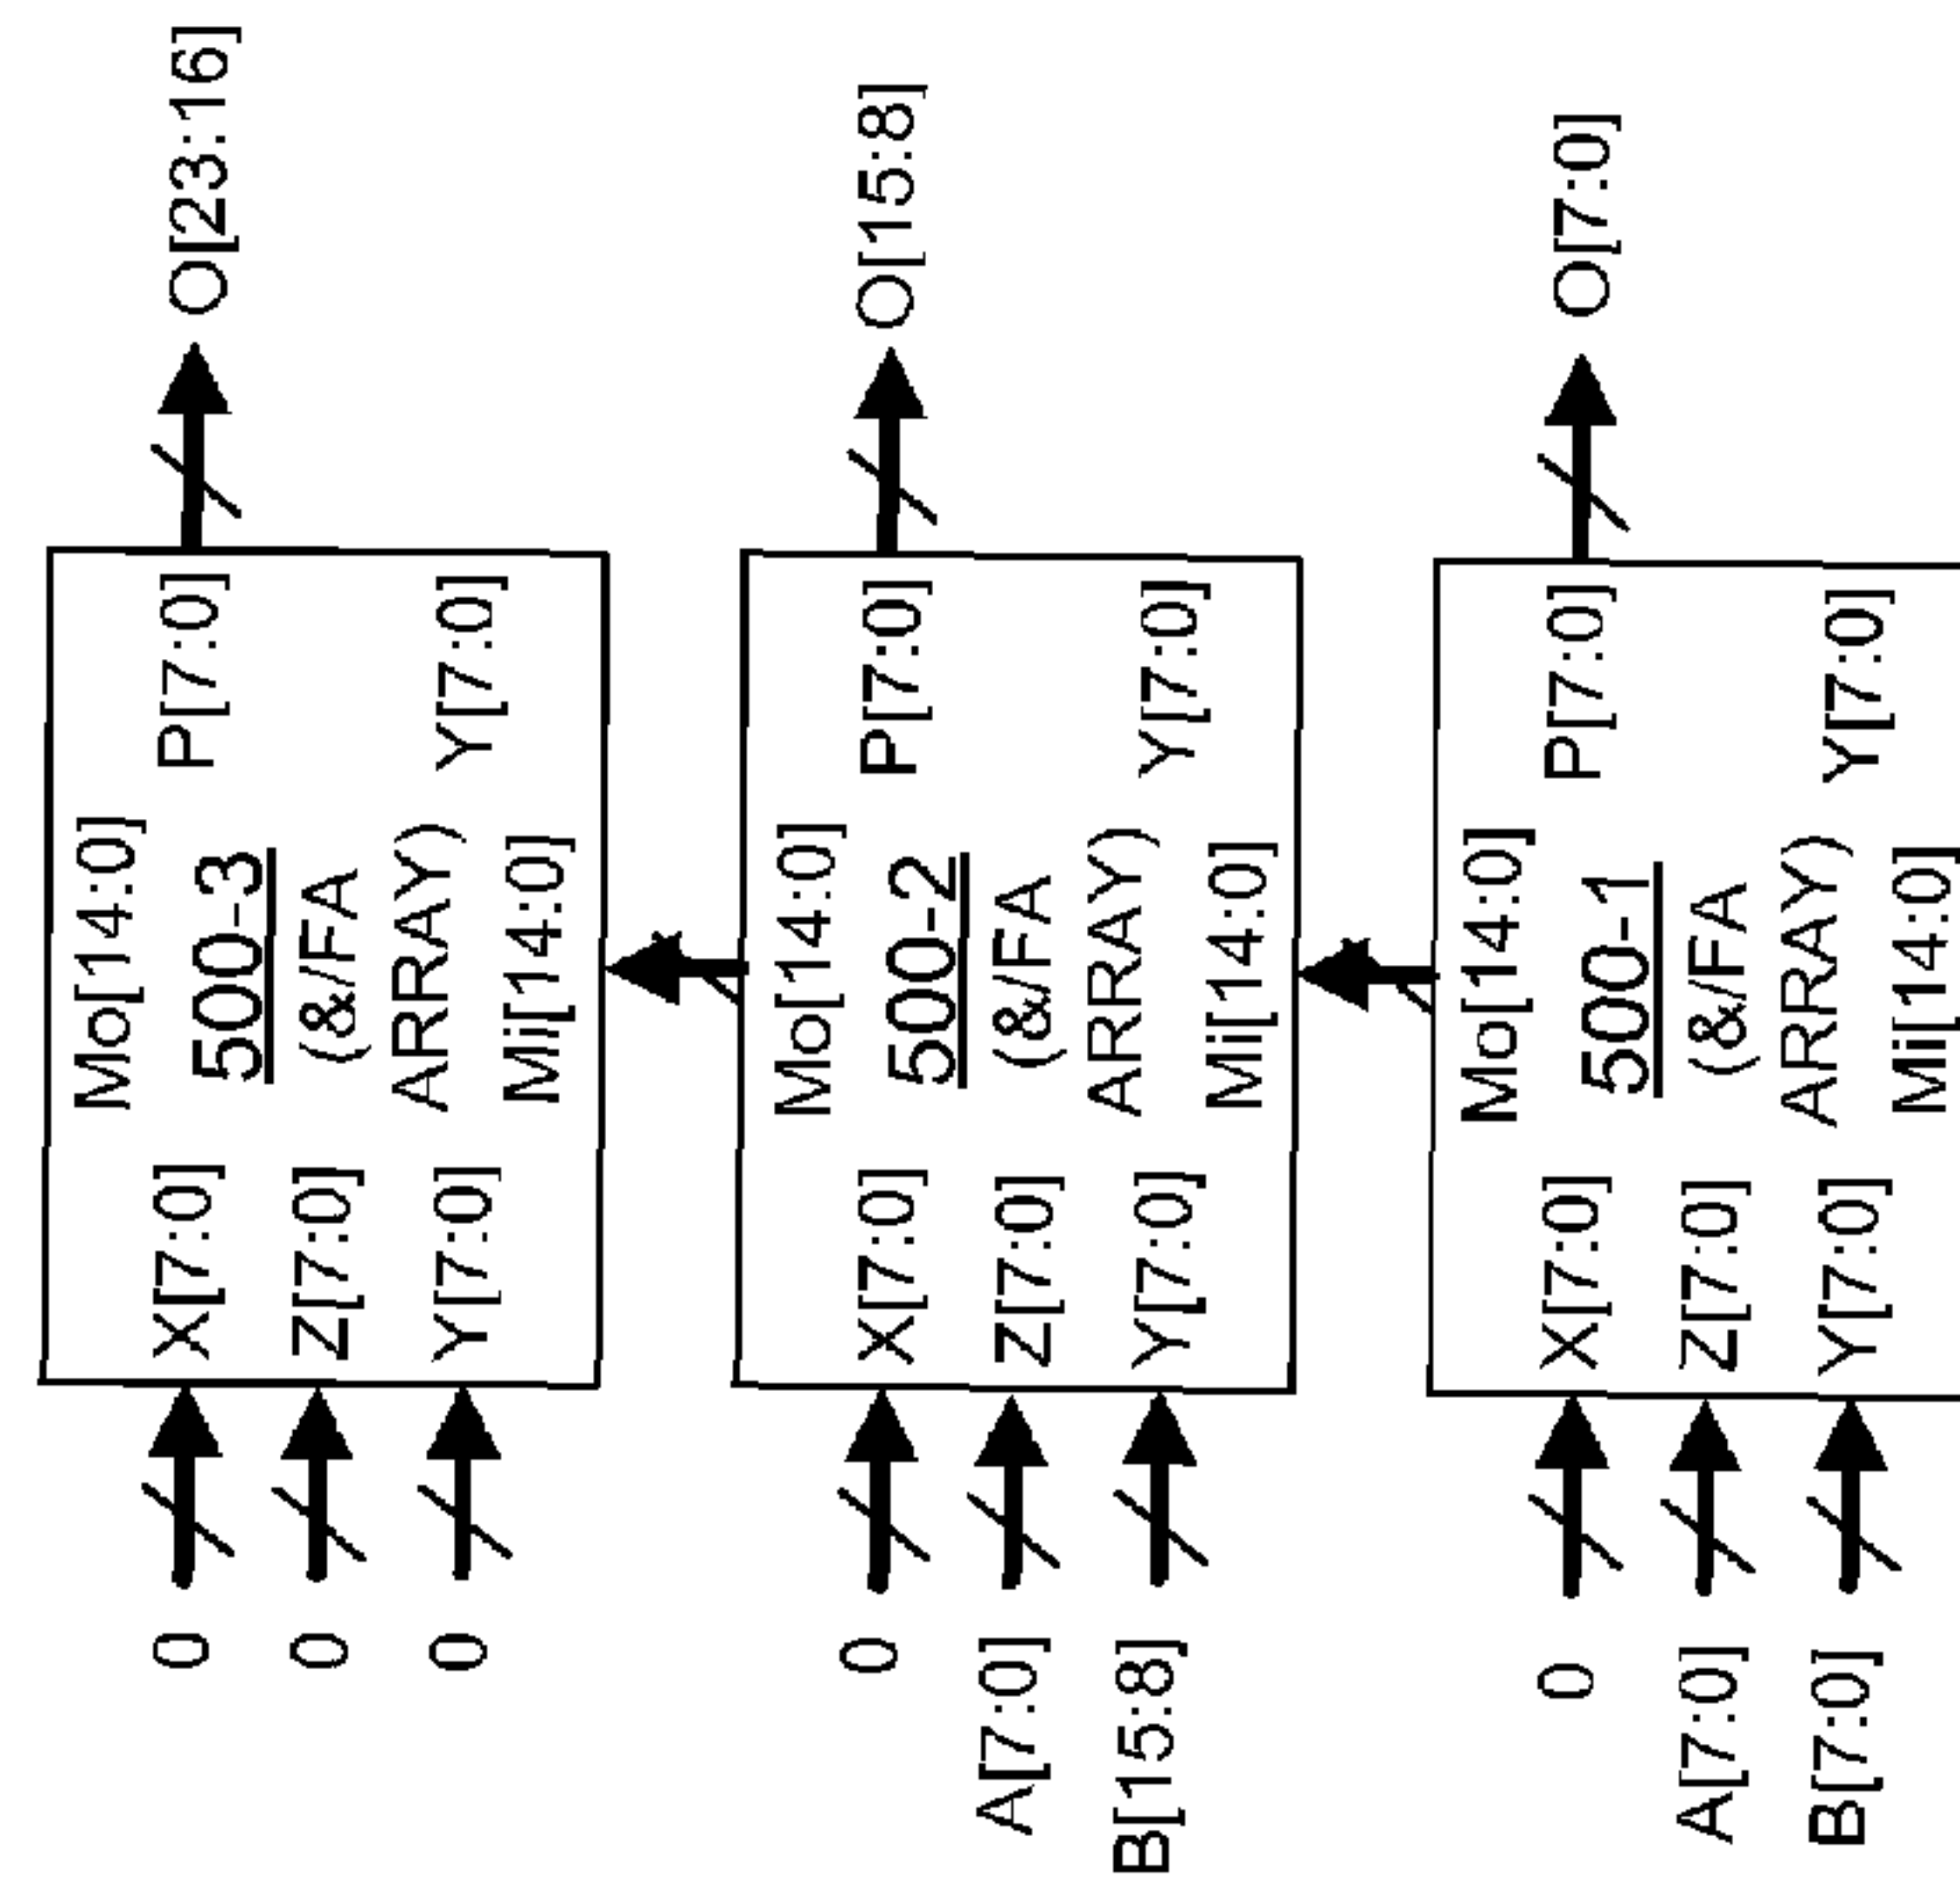 Mo[14:0]
0 X[7:0] P[7:0] O[23:16]
500-3
0 Z[7:0] (&/FA
ARRAY)
0 Y[7:0] Y[7:0]
Mi[14:0]
Mo[14:0]
0 X[7:0] P[7:0] O[15:8]
500-2
A[7:0] Z[7:0] (&/FA
ARRAY)
B[15:8] Y[7:0] Y[7:0]
Mi[14:0]
Mo[14:0]
0 X[7:0] P[7:0] O[7:0]
500-1
A[7:0] Z[7:0] (&/FA
ARRAY)
B[7:0] Y[7:0] Y[7:0]
Mi[14:0]